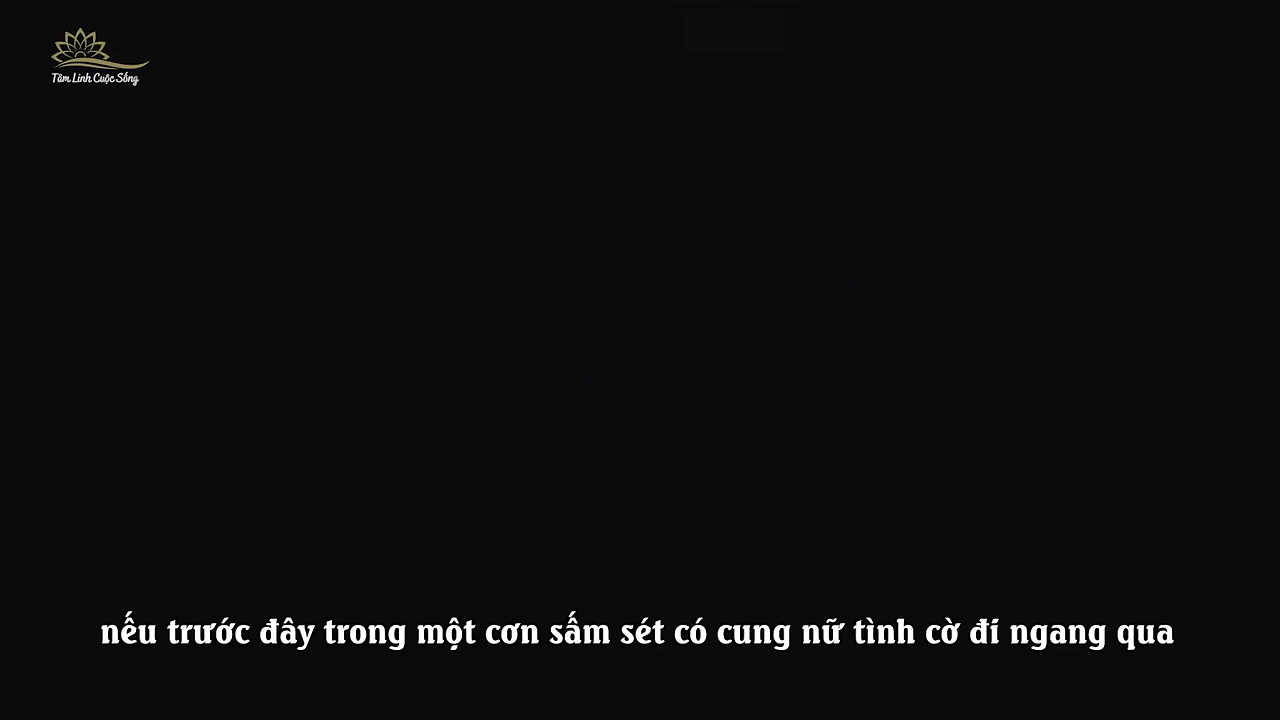 Tâm Linh Cuộc Sống
nếu trước đây trong một cơn sấm sét có cung nữ tình cờ đi ngang qua